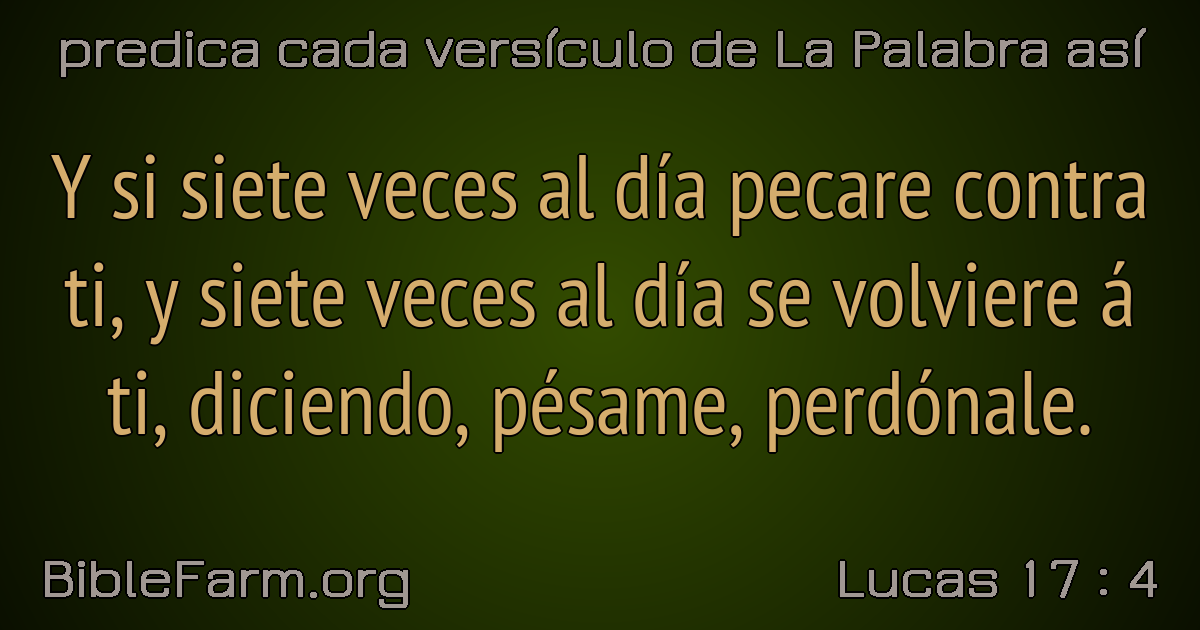 predica cada versículo de La Palabra así
Y si siete veces al día pecare contra
ti, y siete veces al día se volviere á
ti, diciendo, pésame, perdónale.
BibleFarm.org
Lucas 17 : 4